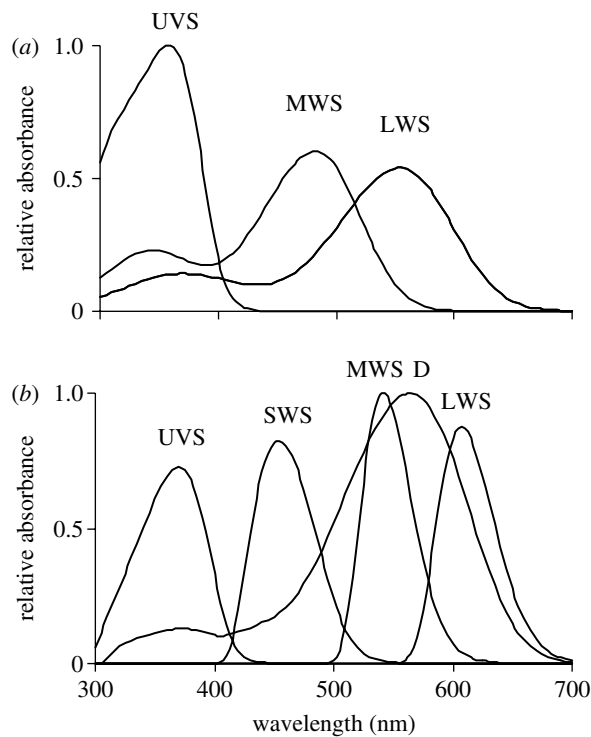 (a)
UVS
MWS
LWS
1.0
0.5
0
relative absorbance
(b)
MWS D
LWS
SWS
UVS
1.0
0.5
0
relative absorbance
300 400 500 600 700
wavelength (nm)